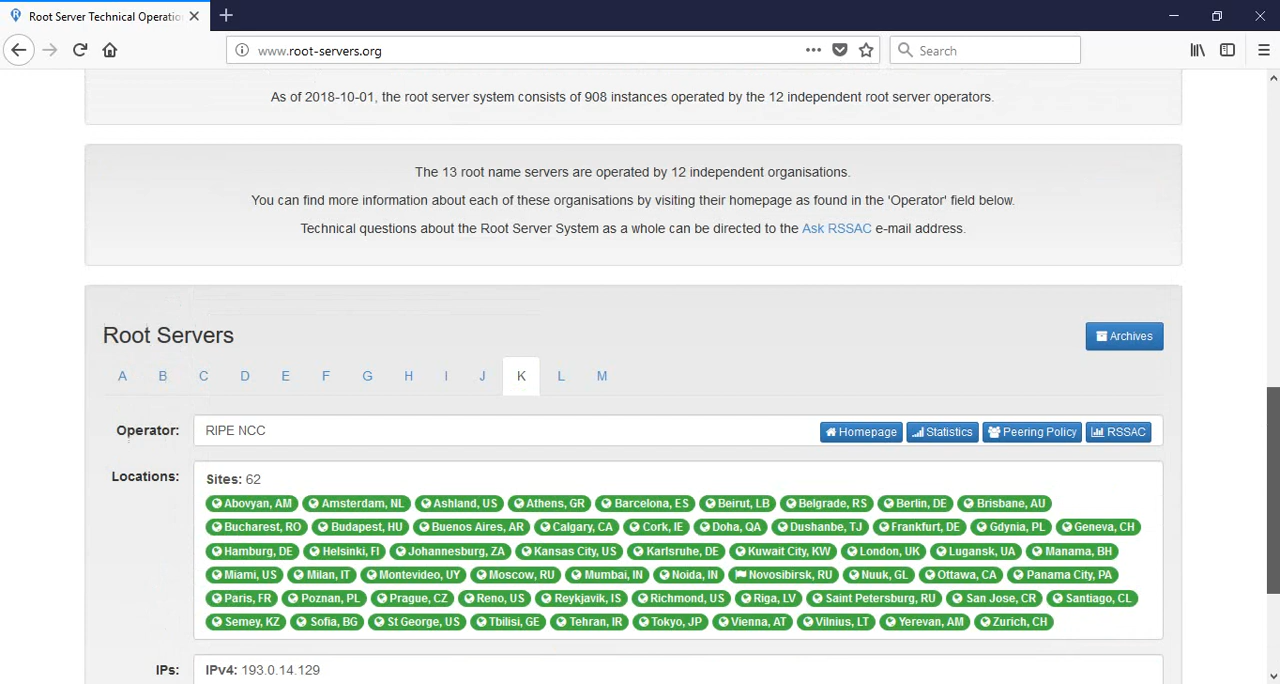 Root Server Technical Operatio
www.root-servers.org
Search
As of 2018-10-01, the root server system consists of 908 instances operated by the 12 independent root server operators.
The 13 root name servers are operated by 12 independent organisations.
You can find more information about each of these organisations by visiting their homepage as found in the 'Operator' field below.
Technical questions about the Root Server System as a whole can be directed to the Ask RSSAC e-mail address.
Root Servers
Archives
A B C D E F G H I J K L M
Operator: RIPE NCC Homepage Statistics Peering Policy RSSAC
Locations: Sites: 62
Abovyan, AM Amsterdam, NL Ashland, US Athens, GR Barcelona, ES Beirut, LB Belgrade, RS Berlin, DE Brisbane, AU
Bucharest, RO Budapest, HU Buenos Aires, AR Calgary, CA Cork, IE Doha, QA Dushanbe, TJ Frankfurt, DE Gdynia, PL Geneva, CH
Hamburg, DE Helsinki, FI Johannesburg, ZA Kansas City, US Karlsruhe, DE Kuwait City, KW London, UK Lugansk, UA Manama, BH
Miami, US Milan, IT Montevideo, UY Moscow, RU Mumbai, IN Noida, IN Novosibirsk, RU Nuuk, GL Ottawa, CA Panama City, PA
Paris, FR Poznan, PL Prague, CZ Reno, US Reykjavik, IS Richmond, US Riga, LV Saint Petersburg, RU San Jose, CR Santiago, CL
Semey, KZ Sofia, BG St George, US Tbilisi, GE Tehran, IR Tokyo, JP Vienna, AT Vilnius, LT Yerevan, AM Zurich, CH
IPs: IPv4: 193.0.14.129